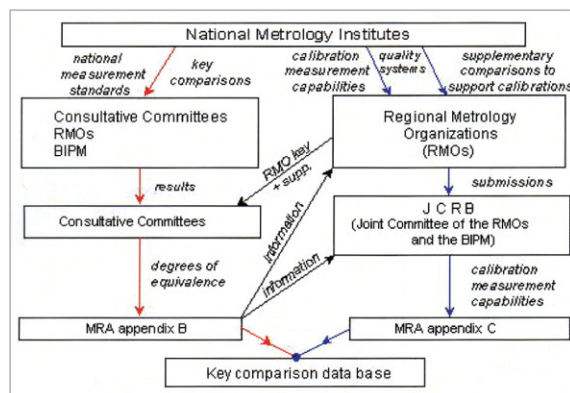 National Metrology Institutes
national
measurement
standards
key
comparisons
calibration
measurement
capabilities
quality
systems
supplementary
comparisons to
support calibrations
Consultative Committees
RMOs
BIPM
Regional Metrology
Organizations
(RMOs)
RMO key
+ supp.
results
submissions
Consultative Committees
information
J C R B
(Joint Committee of the RMOs
and the BIPM)
degrees of
equivalence
information
calibration
measurement
capabilities
MRA appendix B
MRA appendix C
Key comparison data base